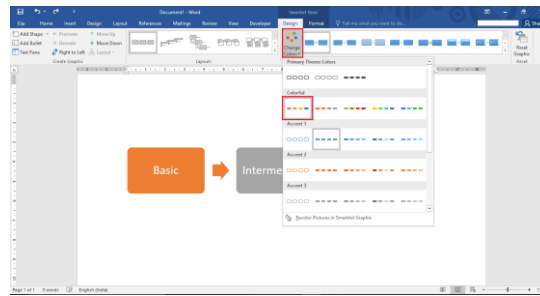 Document1 - Word
SmartArt Tools
File Home Insert Design Layout References Mailings Review View Developer Design Format Tell me what you want to do...
Add Shape Promote Move Up
Add Bullet Demote Move Down
Text Pane Right to Left Layout
Create Graphic
Layouts
Change Colors
Reset Graphic
Reset
Primary Theme Colors
Colorful
Accent 1
Accent 2
Accent 3
Recolor Pictures in SmartArt Graphic
Basic
Interme
Page 1 of 1 0 words English (India)